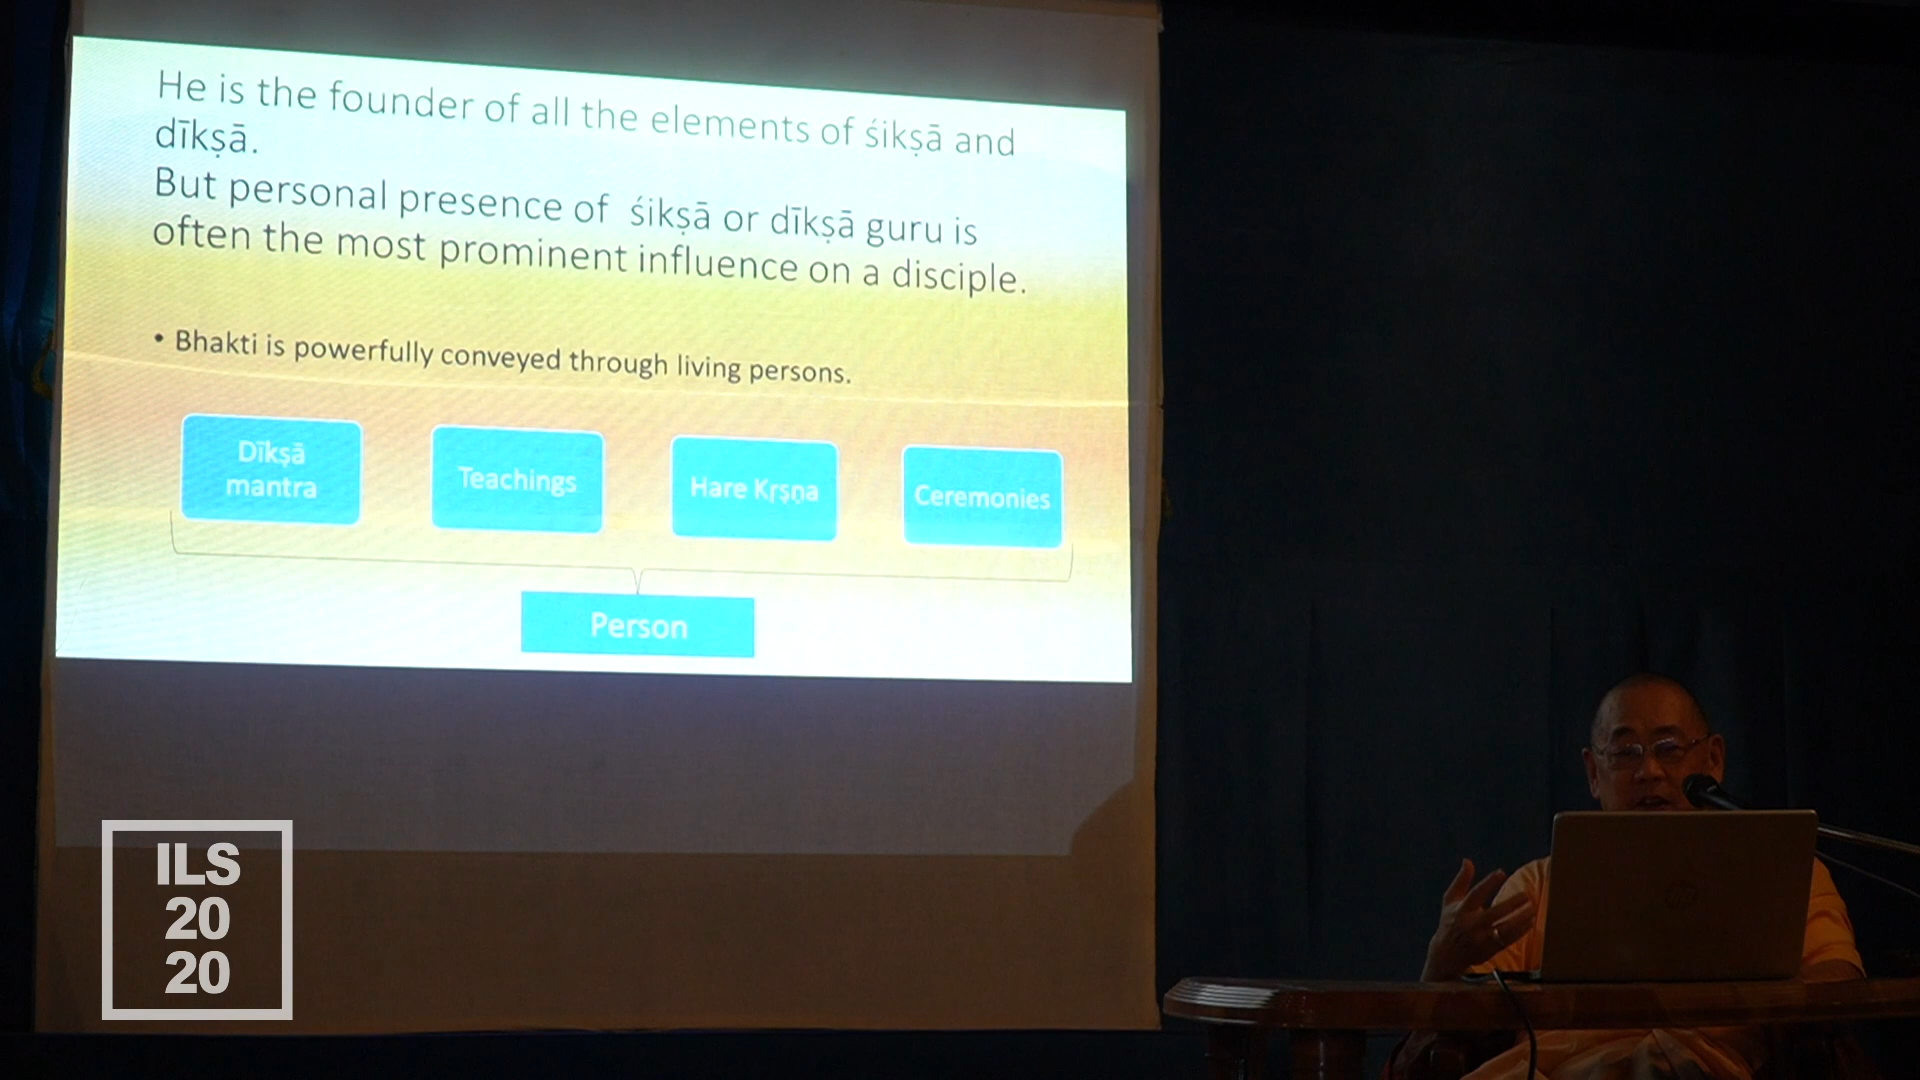 He is the founder of all the elements of śikṣā and
dīkṣā.
But personal presence of śikṣā or dīkṣā guru is
often the most prominent influence on a disciple.
• Bhakti is powerfully conveyed through living persons.
Dīkṣā
mantra
Teachings
Hare Kṛṣṇa
Ceremonies
Person
ILS
20
20